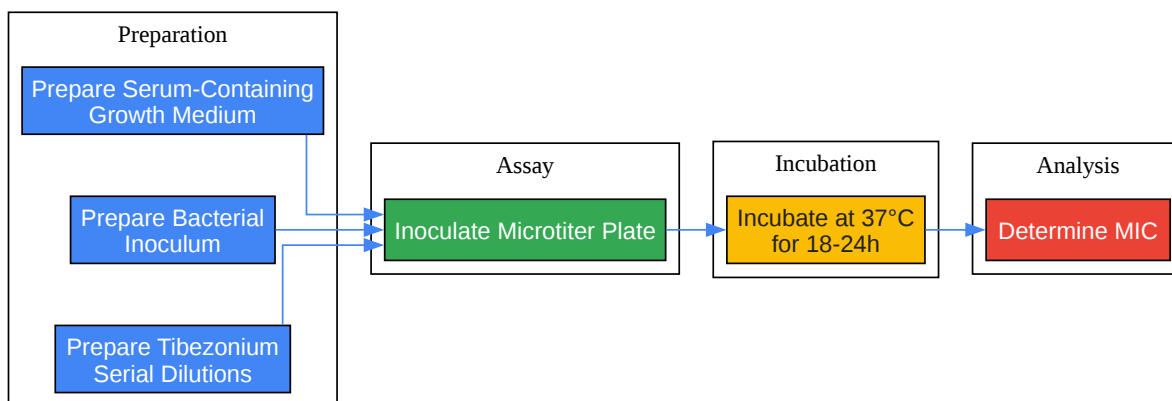 Preparation
Prepare Serum-Containing
Growth Medium
Prepare Bacterial
Inoculum
Prepare Tibezonium
Serial Dilutions
Assay
Inoculate Microtiter Plate
Incubation
Incubate at 37°C
for 18-24h
Analysis
Determine MIC